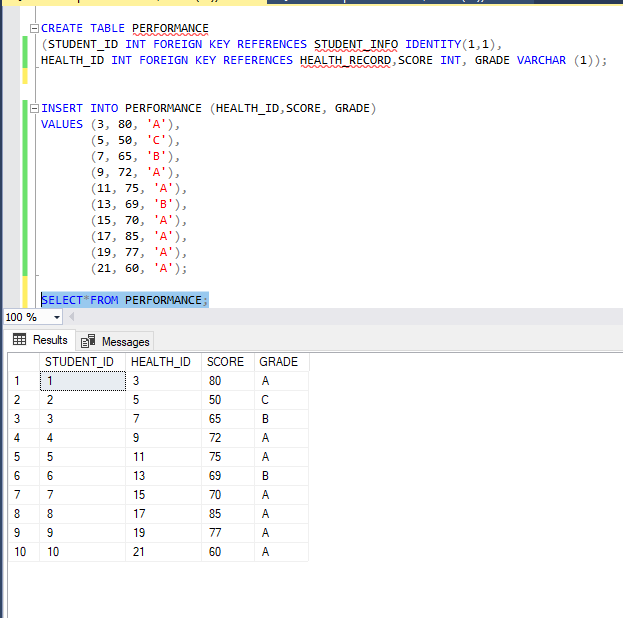 CREATE TABLE PERFORMANCE
(STUDENT_ID INT FOREIGN KEY REFERENCES STUDENT_INFO IDENTITY(1,1),
HEALTH_ID INT FOREIGN KEY REFERENCES HEALTH_RECORD,SCORE INT, GRADE VARCHAR (1));
INSERT INTO PERFORMANCE (HEALTH_ID,SCORE, GRADE)
VALUES (3, 80, 'A'),
(5, 50, 'C'),
(7, 65, 'B'),
(9, 72, 'A'),
(11, 75, 'A'),
(13, 69, 'B'),
(15, 70, 'A'),
(17, 85, 'A'),
(19, 77, 'A'),
(21, 60, 'A');
SELECT*FROM PERFORMANCE;
100 %
Results Messages
STUDENT_ID HEALTH_ID SCORE GRADE
1 1 3 80 A
2 2 5 50 C
3 3 7 65 B
4 4 9 72 A
5 5 11 75 A
6 6 13 69 B
7 7 15 70 A
8 8 17 85 A
9 9 19 77 A
10 10 21 60 A